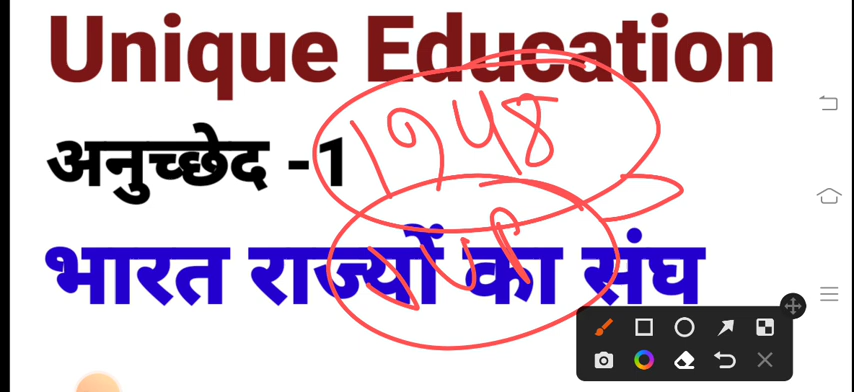 Unique Education
अनुच्छेद -1
1948
भारत राज्यों का संघ